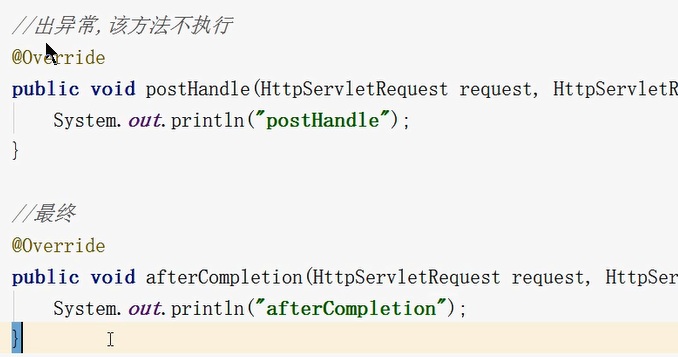 //出异常,该方法不执行
@Override
public void postHandle(HttpServletRequest request, HttpServletR
System.out.println("postHandle");
}
//最终
@Override
public void afterCompletion(HttpServletRequest request, HttpSer
System.out.println("afterCompletion");
}